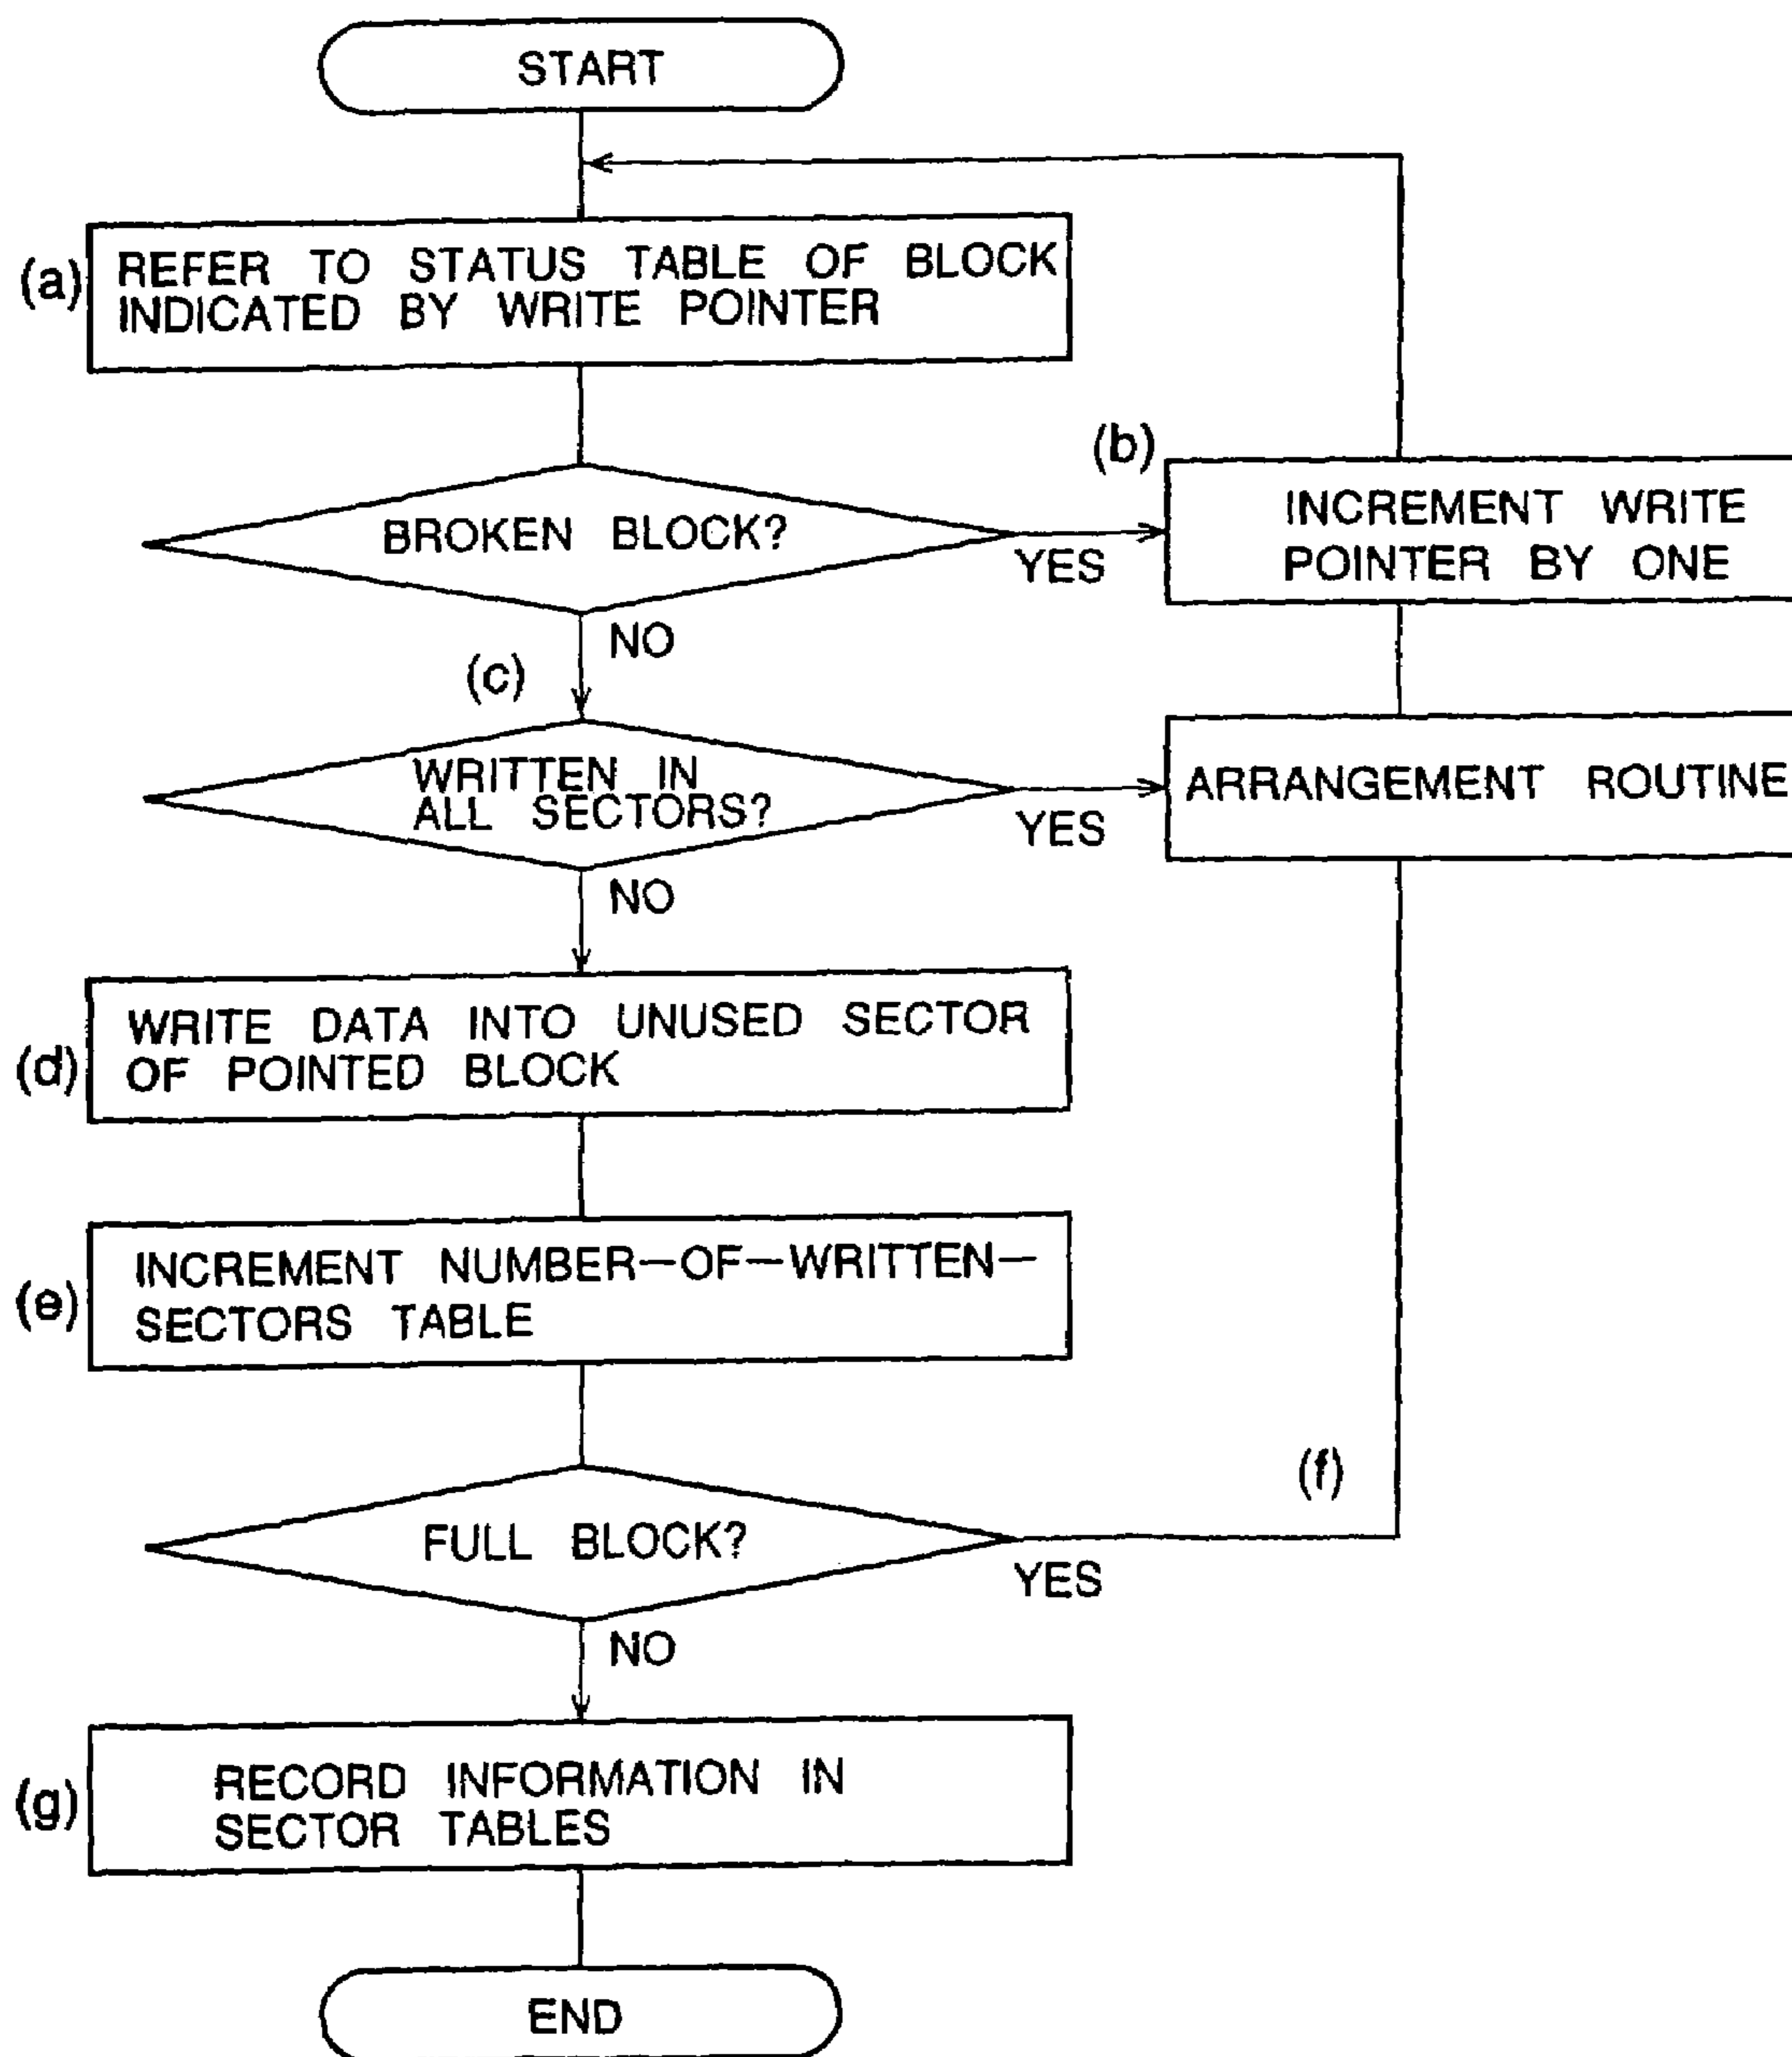 START
(a)
REFER TO STATUS TABLE OF BLOCK
INDICATED BY WRITE POINTER
(b)
INCREMENT WRITE
POINTER BY ONE
BROKEN BLOCK?
YES
NO
(c)
WRITTEN IN
ALL SECTORS?
YES
ARRANGEMENT ROUTINE
NO
(d)
WRITE DATA INTO UNUSED SECTOR
OF POINTED BLOCK
(e)
INCREMENT NUMBER—OF—WRITTEN—
SECTORS TABLE
(f)
FULL BLOCK?
YES
NO
(g)
RECORD INFORMATION IN
SECTOR TABLES
END